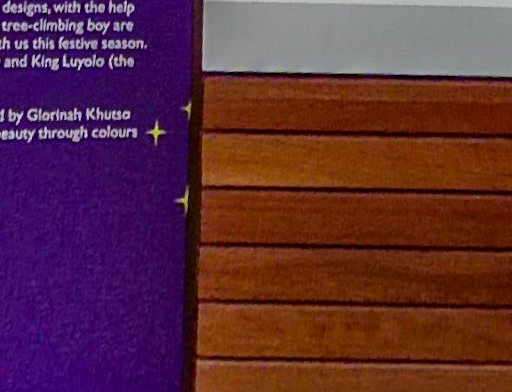 designs, with the help
tree-climbing boy are
th us this festive season.
and King Luyolo (the
d by Glorinah Khutso
eauty through colours